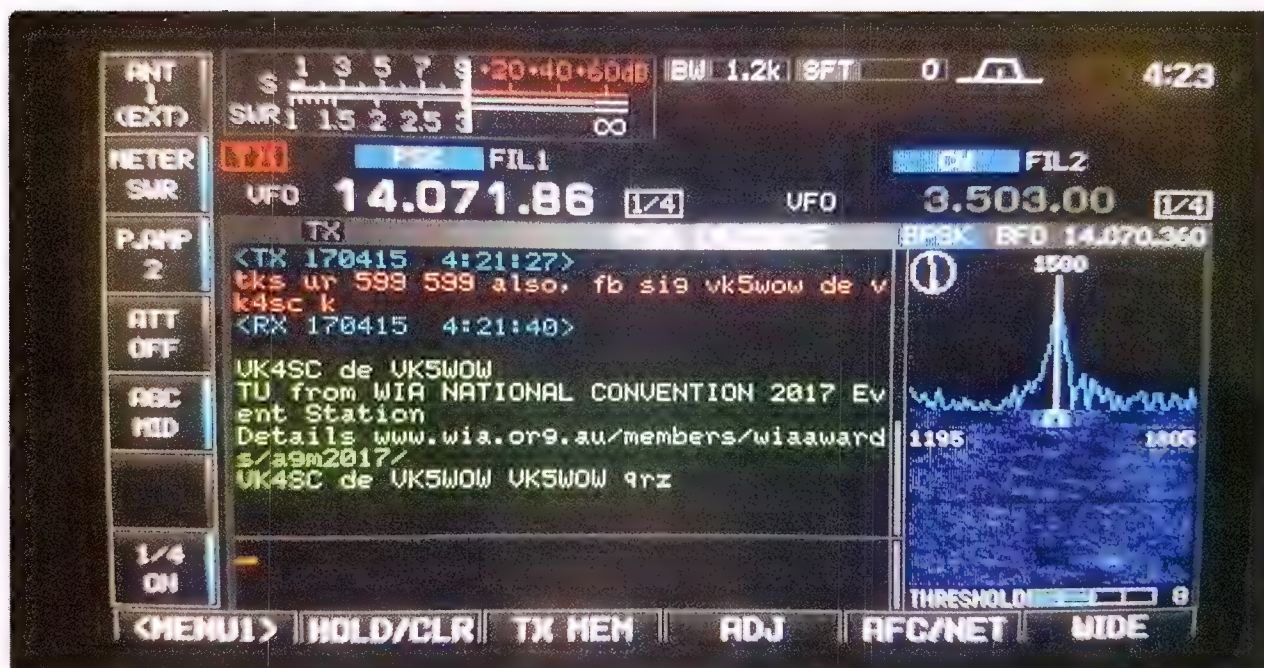 ANT
1
(EXT)
S 1 3 5 7 9 +20+40+60dB
SWR 1 1.5 2 2.5 3 ∞
BW 1.2k SFT 0
4:23
METER
SWR
PSK FIL1
CW FIL2
VFO 14.071.86 1/4
VFO 3.503.00 1/4
P.AMP
2
TX
BPSK BFO 14.070.360
<TX 170415 4:21:27>
tks ur 599 599 also, fb sig vk5wow de v
k4sc k
<RX 170415 4:21:40>
VK4SC de VK5WOW
TU from WIA NATIONAL CONVENTION 2017 Ev
ent Station
Details www.wia.org.au/members/wiaaward
s/agm2017/
VK4SC de VK5WOW VK5WOW qrz
ATT
OFF
AGC
MID
1/4
ON
1
1500
1195 1805
THRESHOLD 8
<MENU1> HOLD/CLR TX MEM ADJ AFC/NET WIDE